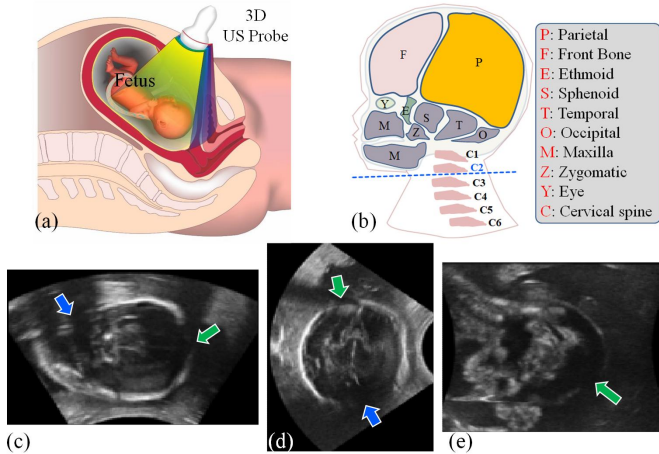 3D
US Probe
Fetus
(a)
F
P
Y
E
S
M
Z
T
O
M
C1
C2
C3
C4
C5
C6
(b)
P: Parietal
F: Front Bone
E: Ethmoid
S: Sphenoid
T: Temporal
O: Occipital
M: Maxilla
Z: Zygomatic
Y: Eye
C: Cervical spine
(c)
(d)
(e)